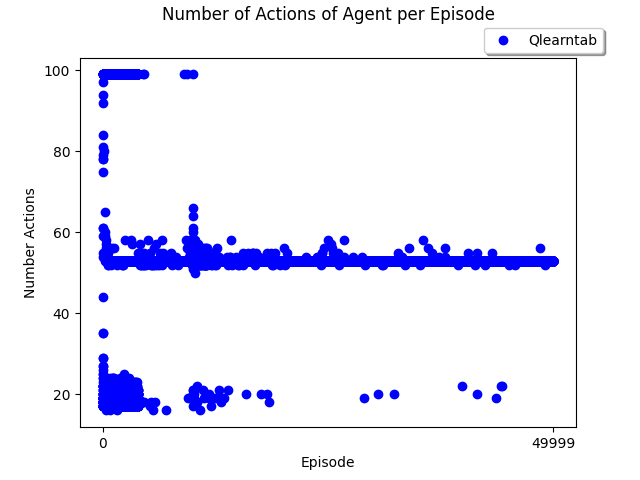 Number of Actions of Agent per Episode
Qlearntab
100
80
60
40
20
Number Actions
0
49999
Episode